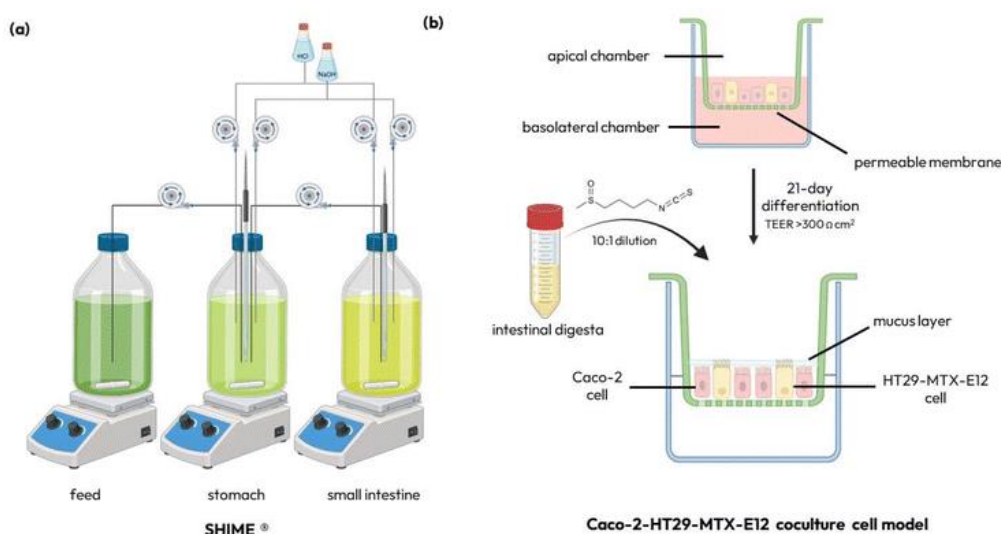 (a)
HCl
NaOH
feed
stomach
small intestine
SHIME ®
(b)
apical chamber
basolateral chamber
permeable membrane
21-day
differentiation
TEER >300 Ω cm²
O
S
N=C=S
10:1 dilution
intestinal digesta
mucus layer
Caco-2
cell
HT29-MTX-E12
cell
Caco-2-HT29-MTX-E12 coculture cell model